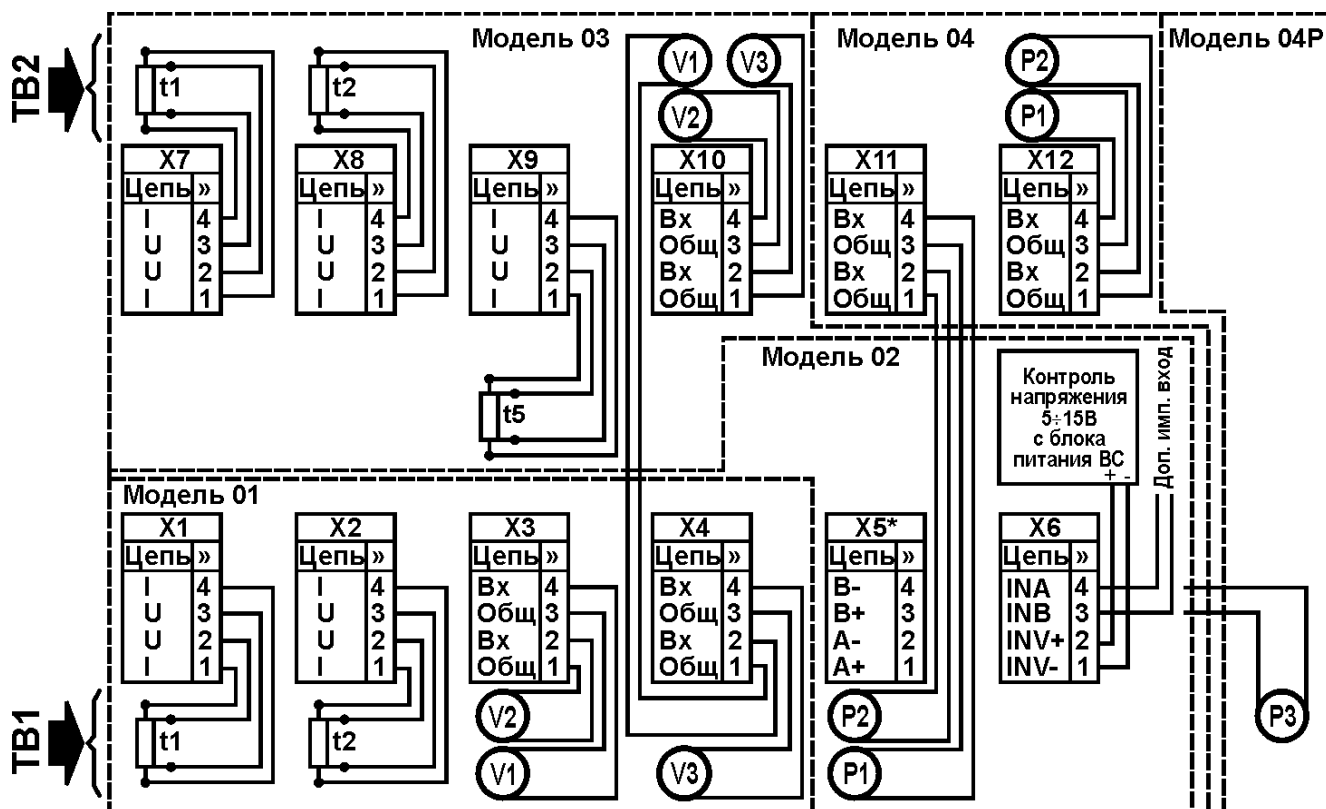 ТВ2
Модель 03
Модель 04
Модель 04Р
t1
t2
V1
V3
V2
P2
P1
X7
Цепь »
I 4
U 3
U 2
I 1
X8
Цепь »
I 4
U 3
U 2
I 1
X9
Цепь »
I 4
U 3
U 2
I 1
X10
Цепь »
Вх 4
Общ 3
Вх 2
Общ 1
X11
Цепь »
Вх 4
Общ 3
Вх 2
Общ 1
X12
Цепь »
Вх 4
Общ 3
Вх 2
Общ 1
t5
Модель 02
Контроль
напряжения
5÷15В
с блока
питания ВС
+ -
Доп. имп. вход
Модель 01
X1
Цепь »
I 4
U 3
U 2
I 1
X2
Цепь »
I 4
U 3
U 2
I 1
X3
Цепь »
Вх 4
Общ 3
Вх 2
Общ 1
X4
Цепь »
Вх 4
Общ 3
Вх 2
Общ 1
X5*
Цепь »
B- 4
B+ 3
A- 2
A+ 1
X6
Цепь »
INA 4
INB 3
INV+ 2
INV- 1
ТВ1
t1
t2
V2
V1
V3
P2
P1
P3